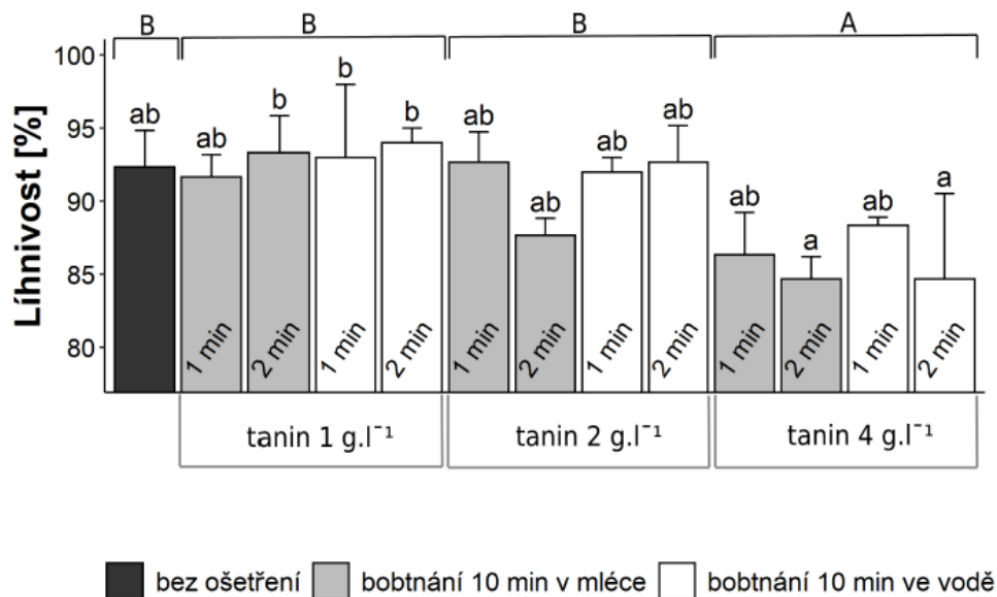 B B B A
Líhnivost [%]
100
95
90
85
80
ab ab b b b ab ab ab ab ab a ab a
1 min 2 min 1 min 2 min 1 min 2 min 1 min 2 min 1 min 2 min 1 min 2 min
tanin 1 g.l⁻¹ tanin 2 g.l⁻¹ tanin 4 g.l⁻¹
bez ošetření bobtnání 10 min v mléce bobtnání 10 min ve vodě